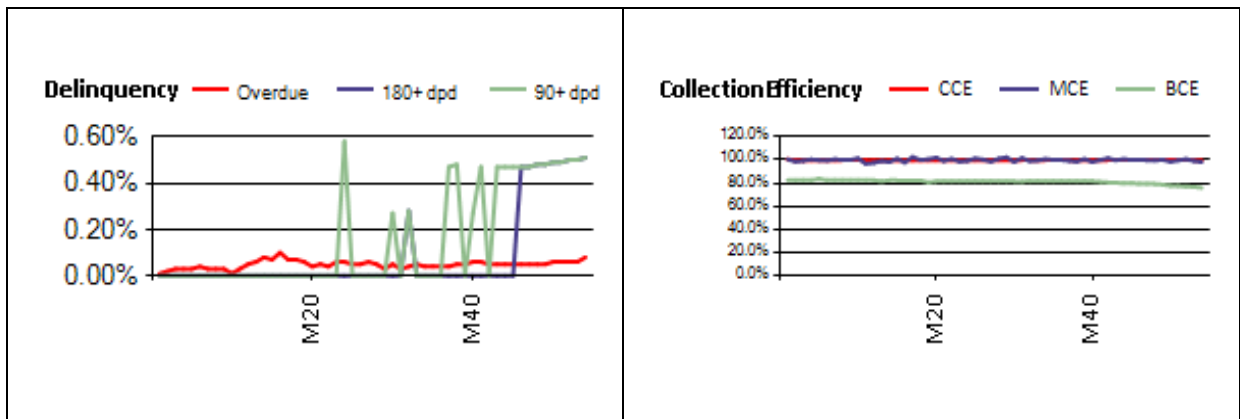 Delinquency Overdue 180+ dpd 90+ dpd
0.60%
0.40%
0.20%
0.00%
M20
M40
Collection Efficiency CCE MCE BCE
120.0%
100.0%
80.0%
60.0%
40.0%
20.0%
0.0%
M20
M40